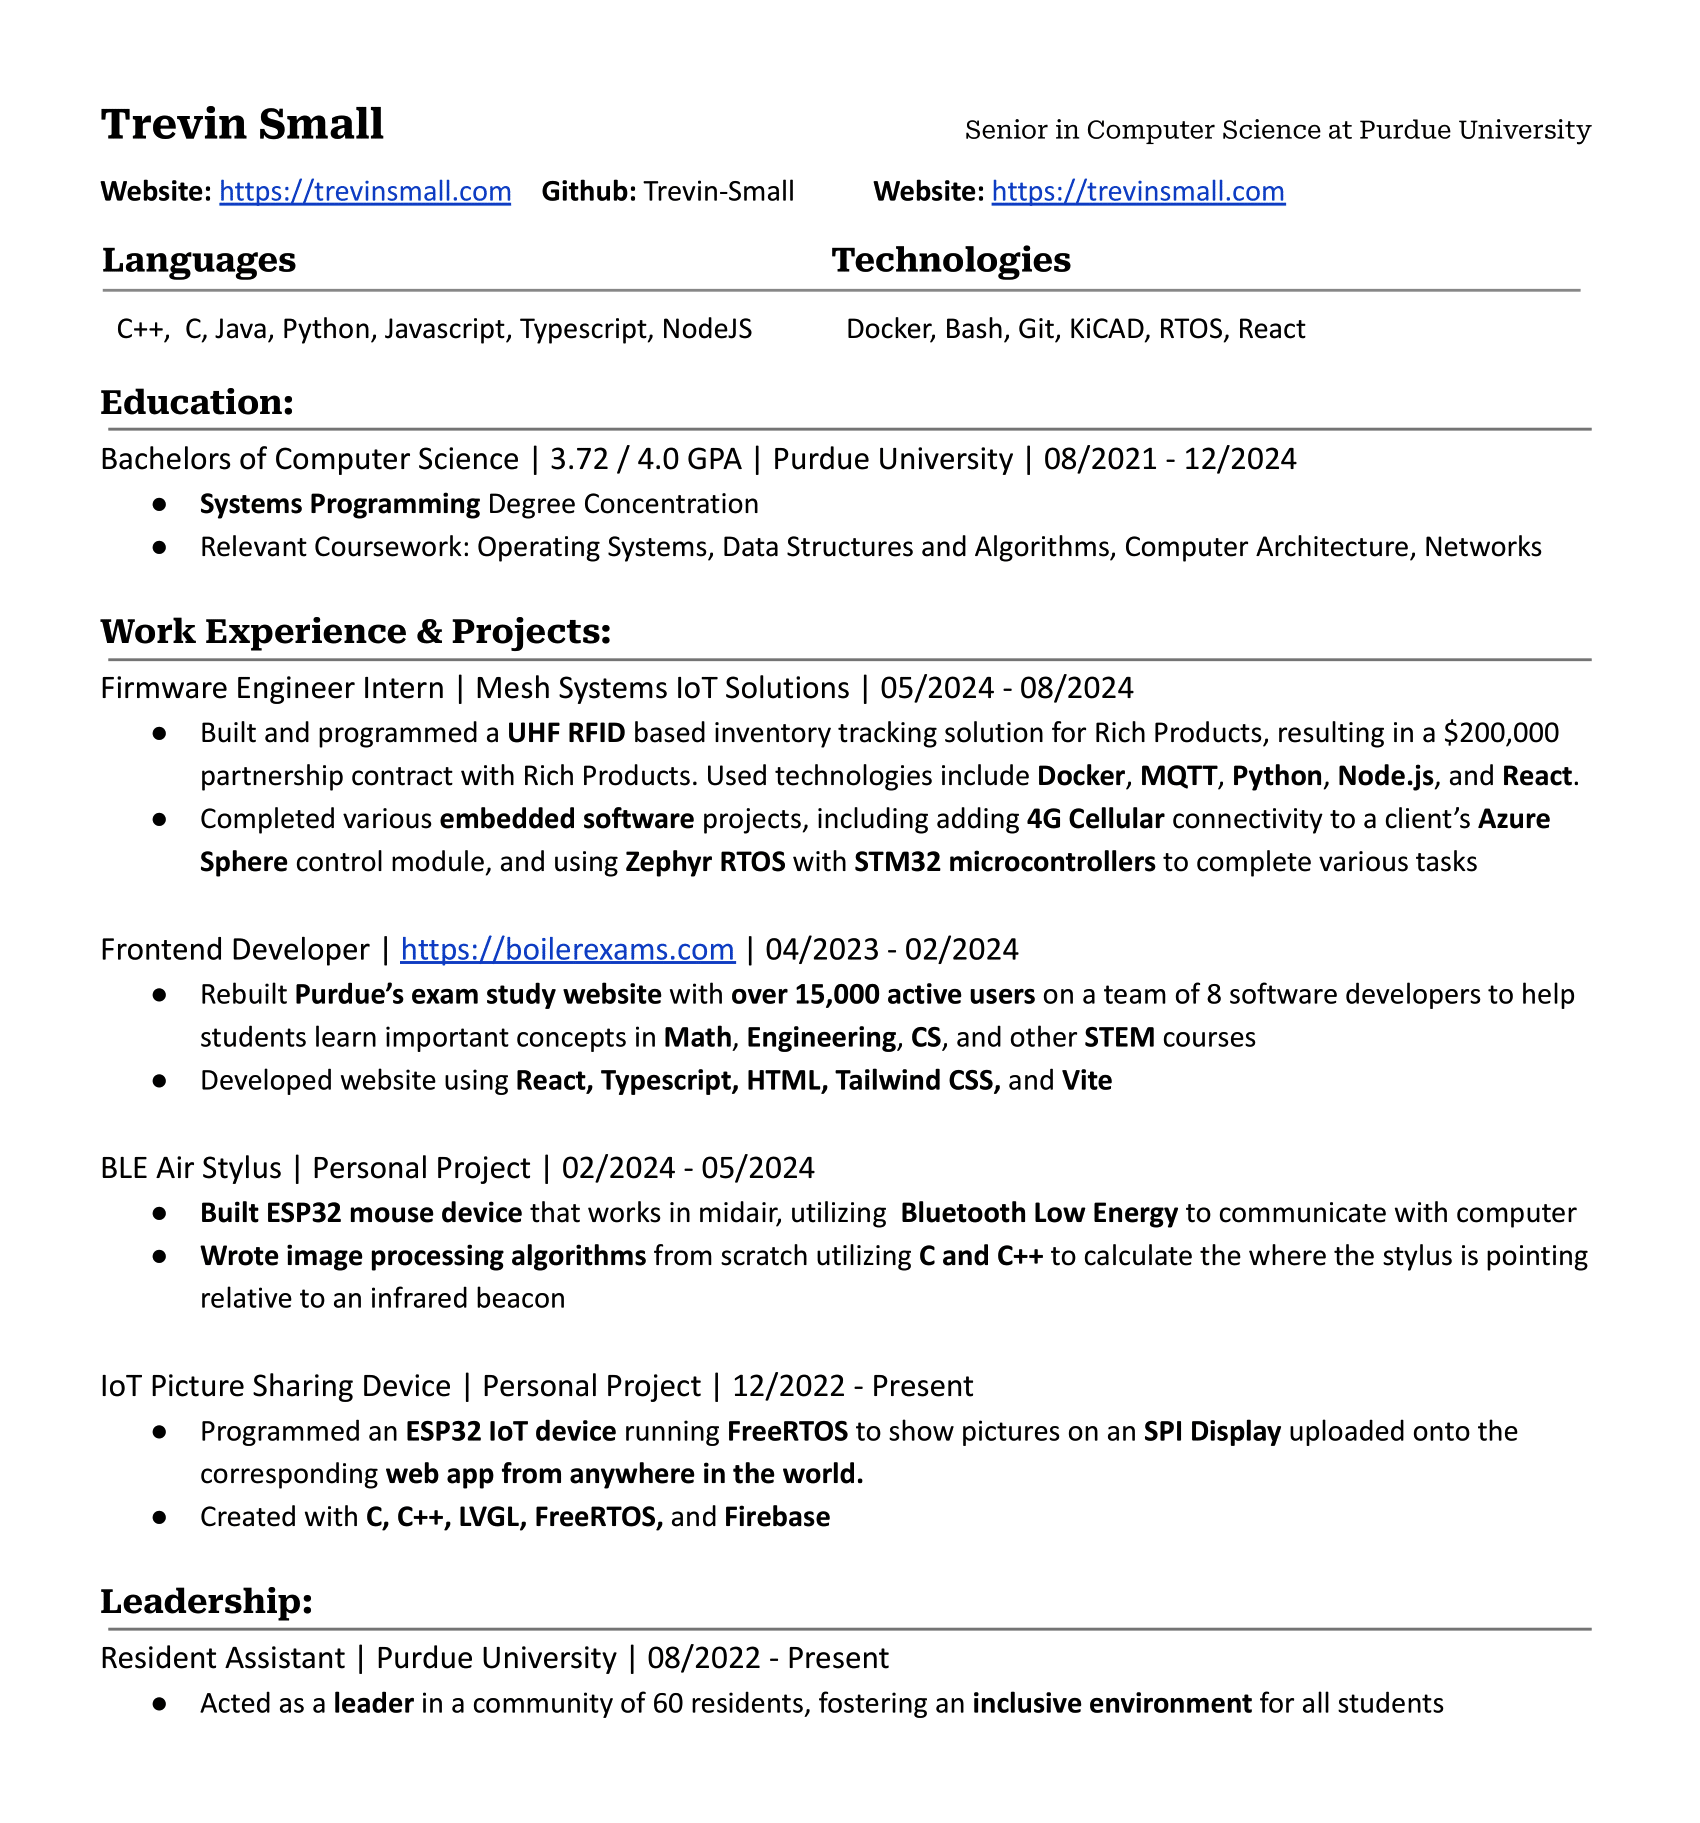 Trevin Small Senior in Computer Science at Purdue University
Website: https://trevinsmall.com Github: Trevin-Small Website: https://trevinsmall.com
Languages Technologies
C++,  C, Java, Python, Javascript, Typescript, NodeJS Docker, Bash, Git, KiCAD, RTOS, React
Education:
Bachelors of Computer Science | 3.72 / 4.0 GPA | Purdue University | 08/2021 - 12/2024
● Systems Programming Degree Concentration
● Relevant Coursework: Operating Systems, Data Structures and Algorithms, Computer Architecture, Networks
Work Experience & Projects:
Firmware Engineer Intern | Mesh Systems IoT Solutions | 05/2024 - 08/2024
● Built and programmed a UHF RFID based inventory tracking solution for Rich Products, resulting in a $200,000
partnership contract with Rich Products. Used technologies include Docker, MQTT, Python, Node.js, and React.
● Completed various embedded software projects, including adding 4G Cellular connectivity to a client’s Azure
Sphere control module, and using Zephyr RTOS with STM32 microcontrollers to complete various tasks
Frontend Developer | https://boilerexams.com | 04/2023 - 02/2024
● Rebuilt Purdue’s exam study website with over 15,000 active users on a team of 8 software developers to help
students learn important concepts in Math, Engineering, CS, and other STEM courses
● Developed website using React, Typescript, HTML, Tailwind CSS, and Vite
BLE Air Stylus | Personal Project | 02/2024 - 05/2024
● Built ESP32 mouse device that works in midair, utilizing  Bluetooth Low Energy to communicate with computer
● Wrote image processing algorithms from scratch utilizing C and C++ to calculate the where the stylus is pointing
relative to an infrared beacon
IoT Picture Sharing Device | Personal Project | 12/2022 - Present
● Programmed an ESP32 IoT device running FreeRTOS to show pictures on an SPI Display uploaded onto the
corresponding web app from anywhere in the world.
● Created with C, C++, LVGL, FreeRTOS, and Firebase
Leadership:
Resident Assistant | Purdue University | 08/2022 - Present
● Acted as a leader in a community of 60 residents, fostering an inclusive environment for all students